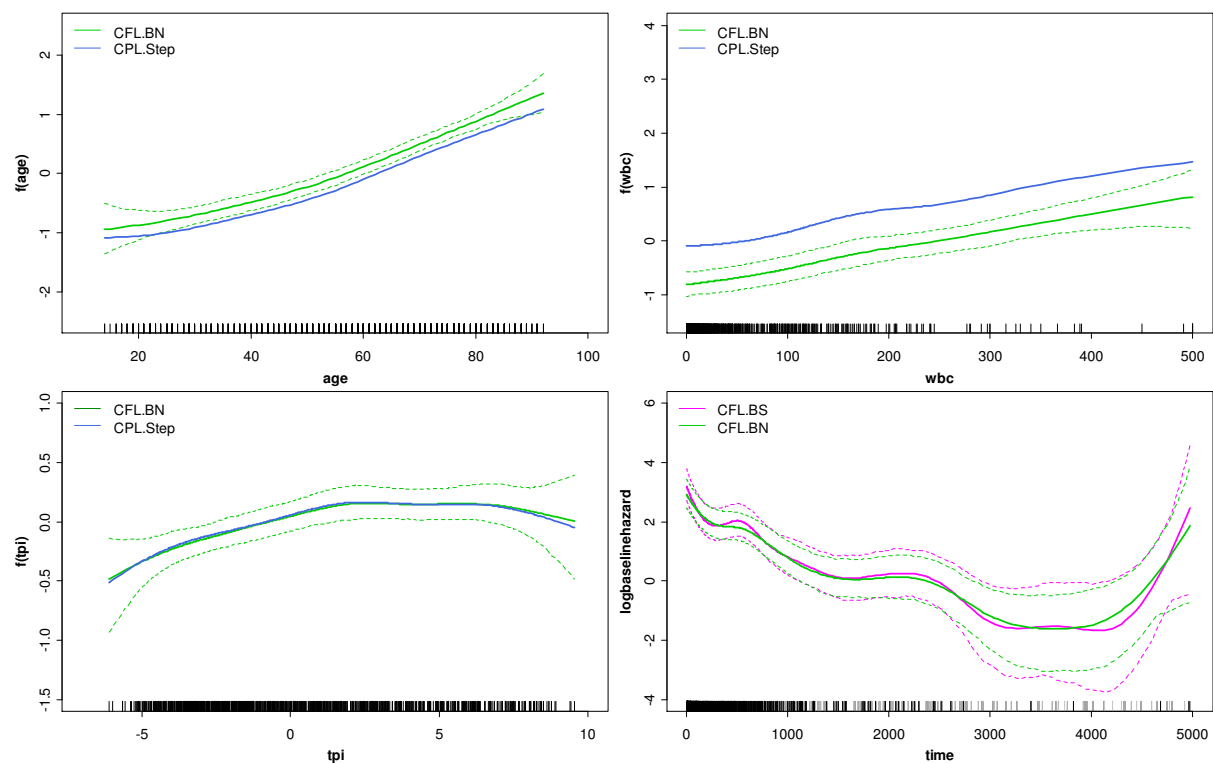 CFL.BN
CPL.Step
f(age)
2
1
0
-1
-2
20 40 60 80 100
age
CFL.BN
CPL.Step
f(wbc)
4
3
2
1
0
-1
0 100 200 300 400 500
wbc
CFL.BN
CPL.Step
f(tpi)
1.0
0.5
0.0
-0.5
-1.0
-1.5
-5 0 5 10
tpi
CFL.BS
CFL.BN
logbaselinehazard
6
4
2
0
-2
-4
0 1000 2000 3000 4000 5000
time